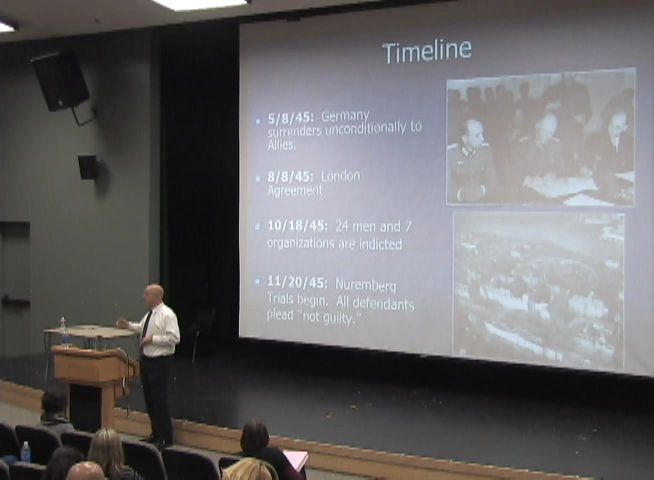 Timeline
5/8/45: Germany
surrenders unconditionally to
Allies.
8/8/45: London
Agreement
10/18/45: 24 men and 7
organizations are indicted
11/20/45: Nuremberg
Trials begin. All defendants
plead "not guilty."